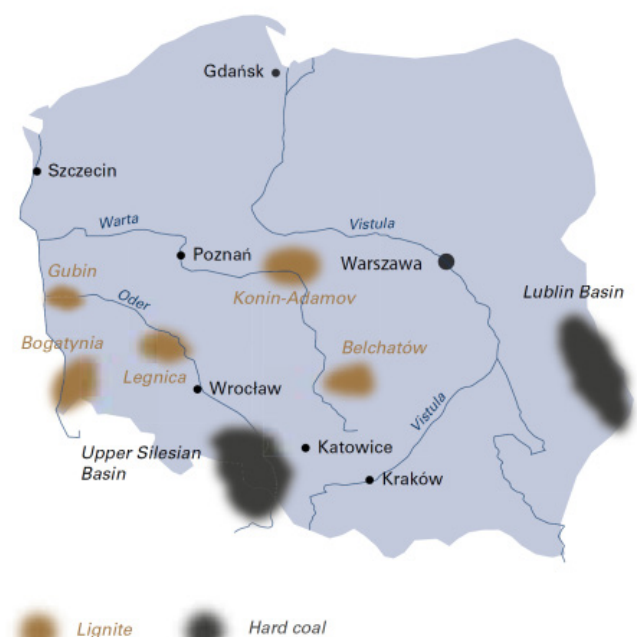 Gdańsk
Szczecin
Warta
Vistula
Poznań
Warszawa
Gubin
Oder
Konin-Adamov
Lublin Basin
Bogatynia
Belchatów
Legnica
Wrocław
Vistula
Upper Silesian
Basin
Katowice
Kraków
Lignite
Hard coal